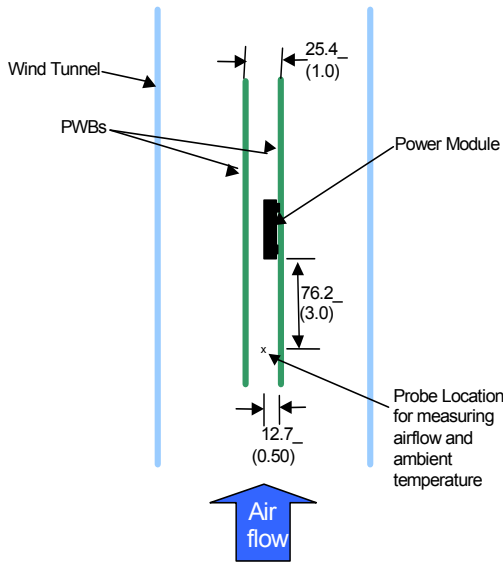 25.4_
(1.0)
Wind Tunnel
PWBs
Power Module
76.2_
(3.0)
x
Probe Location
for measuring
airflow and
ambient
temperature
12.7_
(0.50)
Air
flow